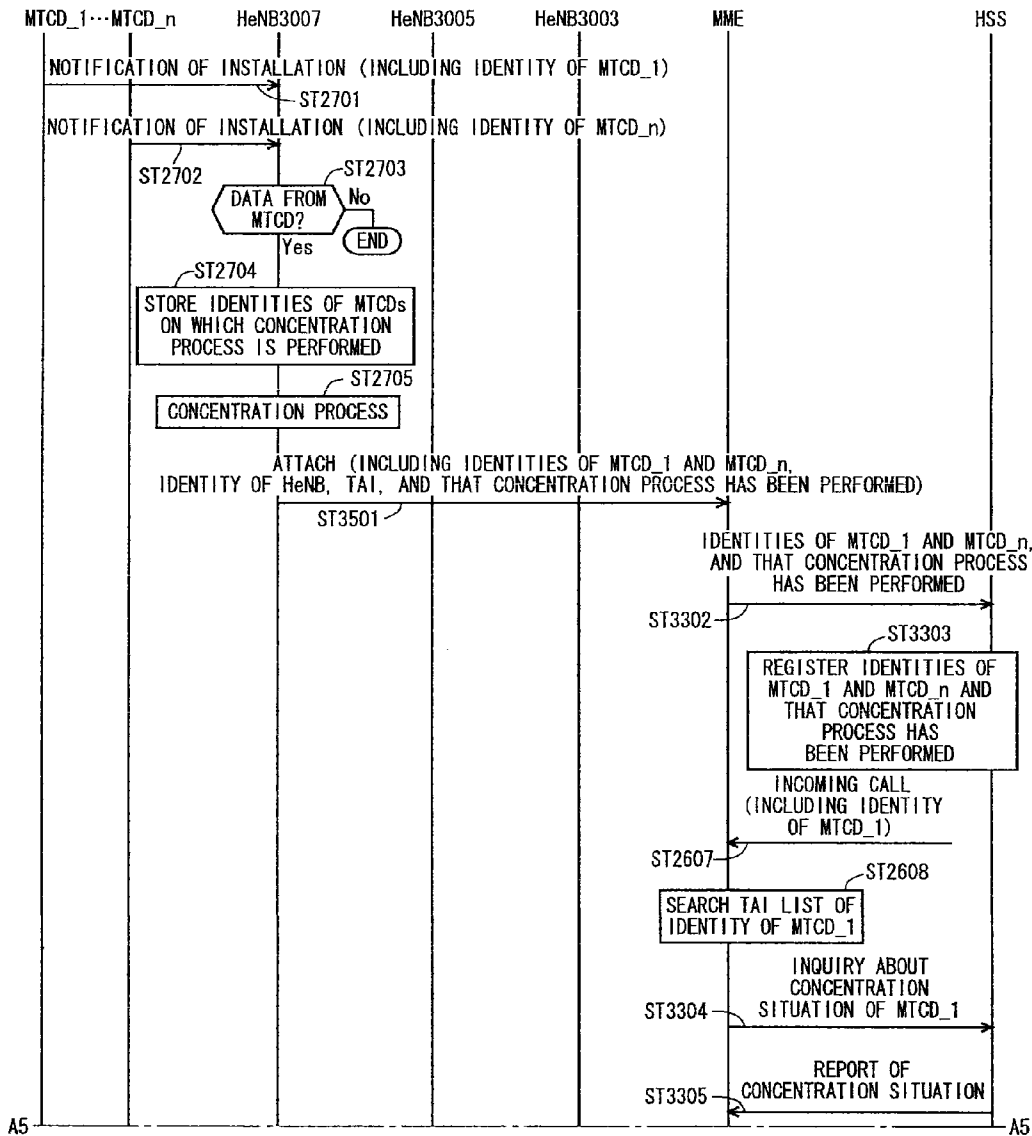 MTCD_1···MTCD_n HeNB3007 HeNB3005 HeNB3003 MME HSS
NOTIFICATION OF INSTALLATION (INCLUDING IDENTITY OF MTCD_1)
ST2701
NOTIFICATION OF INSTALLATION (INCLUDING IDENTITY OF MTCD_n)
ST2702
ST2703
DATA FROM
MTCD?
No
END
Yes
ST2704
STORE IDENTITIES OF MTCDs
ON WHICH CONCENTRATION
PROCESS IS PERFORMED
ST2705
CONCENTRATION PROCESS
ATTACH (INCLUDING IDENTITIES OF MTCD_1 AND MTCD_n,
IDENTITY OF HeNB, TAI, AND THAT CONCENTRATION PROCESS HAS BEEN PERFORMED)
ST3501
IDENTITIES OF MTCD_1 AND MTCD_n,
AND THAT CONCENTRATION PROCESS
HAS BEEN PERFORMED
ST3302
ST3303
REGISTER IDENTITIES OF
MTCD_1 AND MTCD_n AND
THAT CONCENTRATION
PROCESS HAS
BEEN PERFORMED
INCOMING CALL
(INCLUDING IDENTITY
OF MTCD_1)
ST2607
ST2608
SEARCH TAI LIST OF
IDENTITY OF MTCD_1
INQUIRY ABOUT
CONCENTRATION
SITUATION OF MTCD_1
ST3304
REPORT OF
CONCENTRATION SITUATION
ST3305
A5 A5